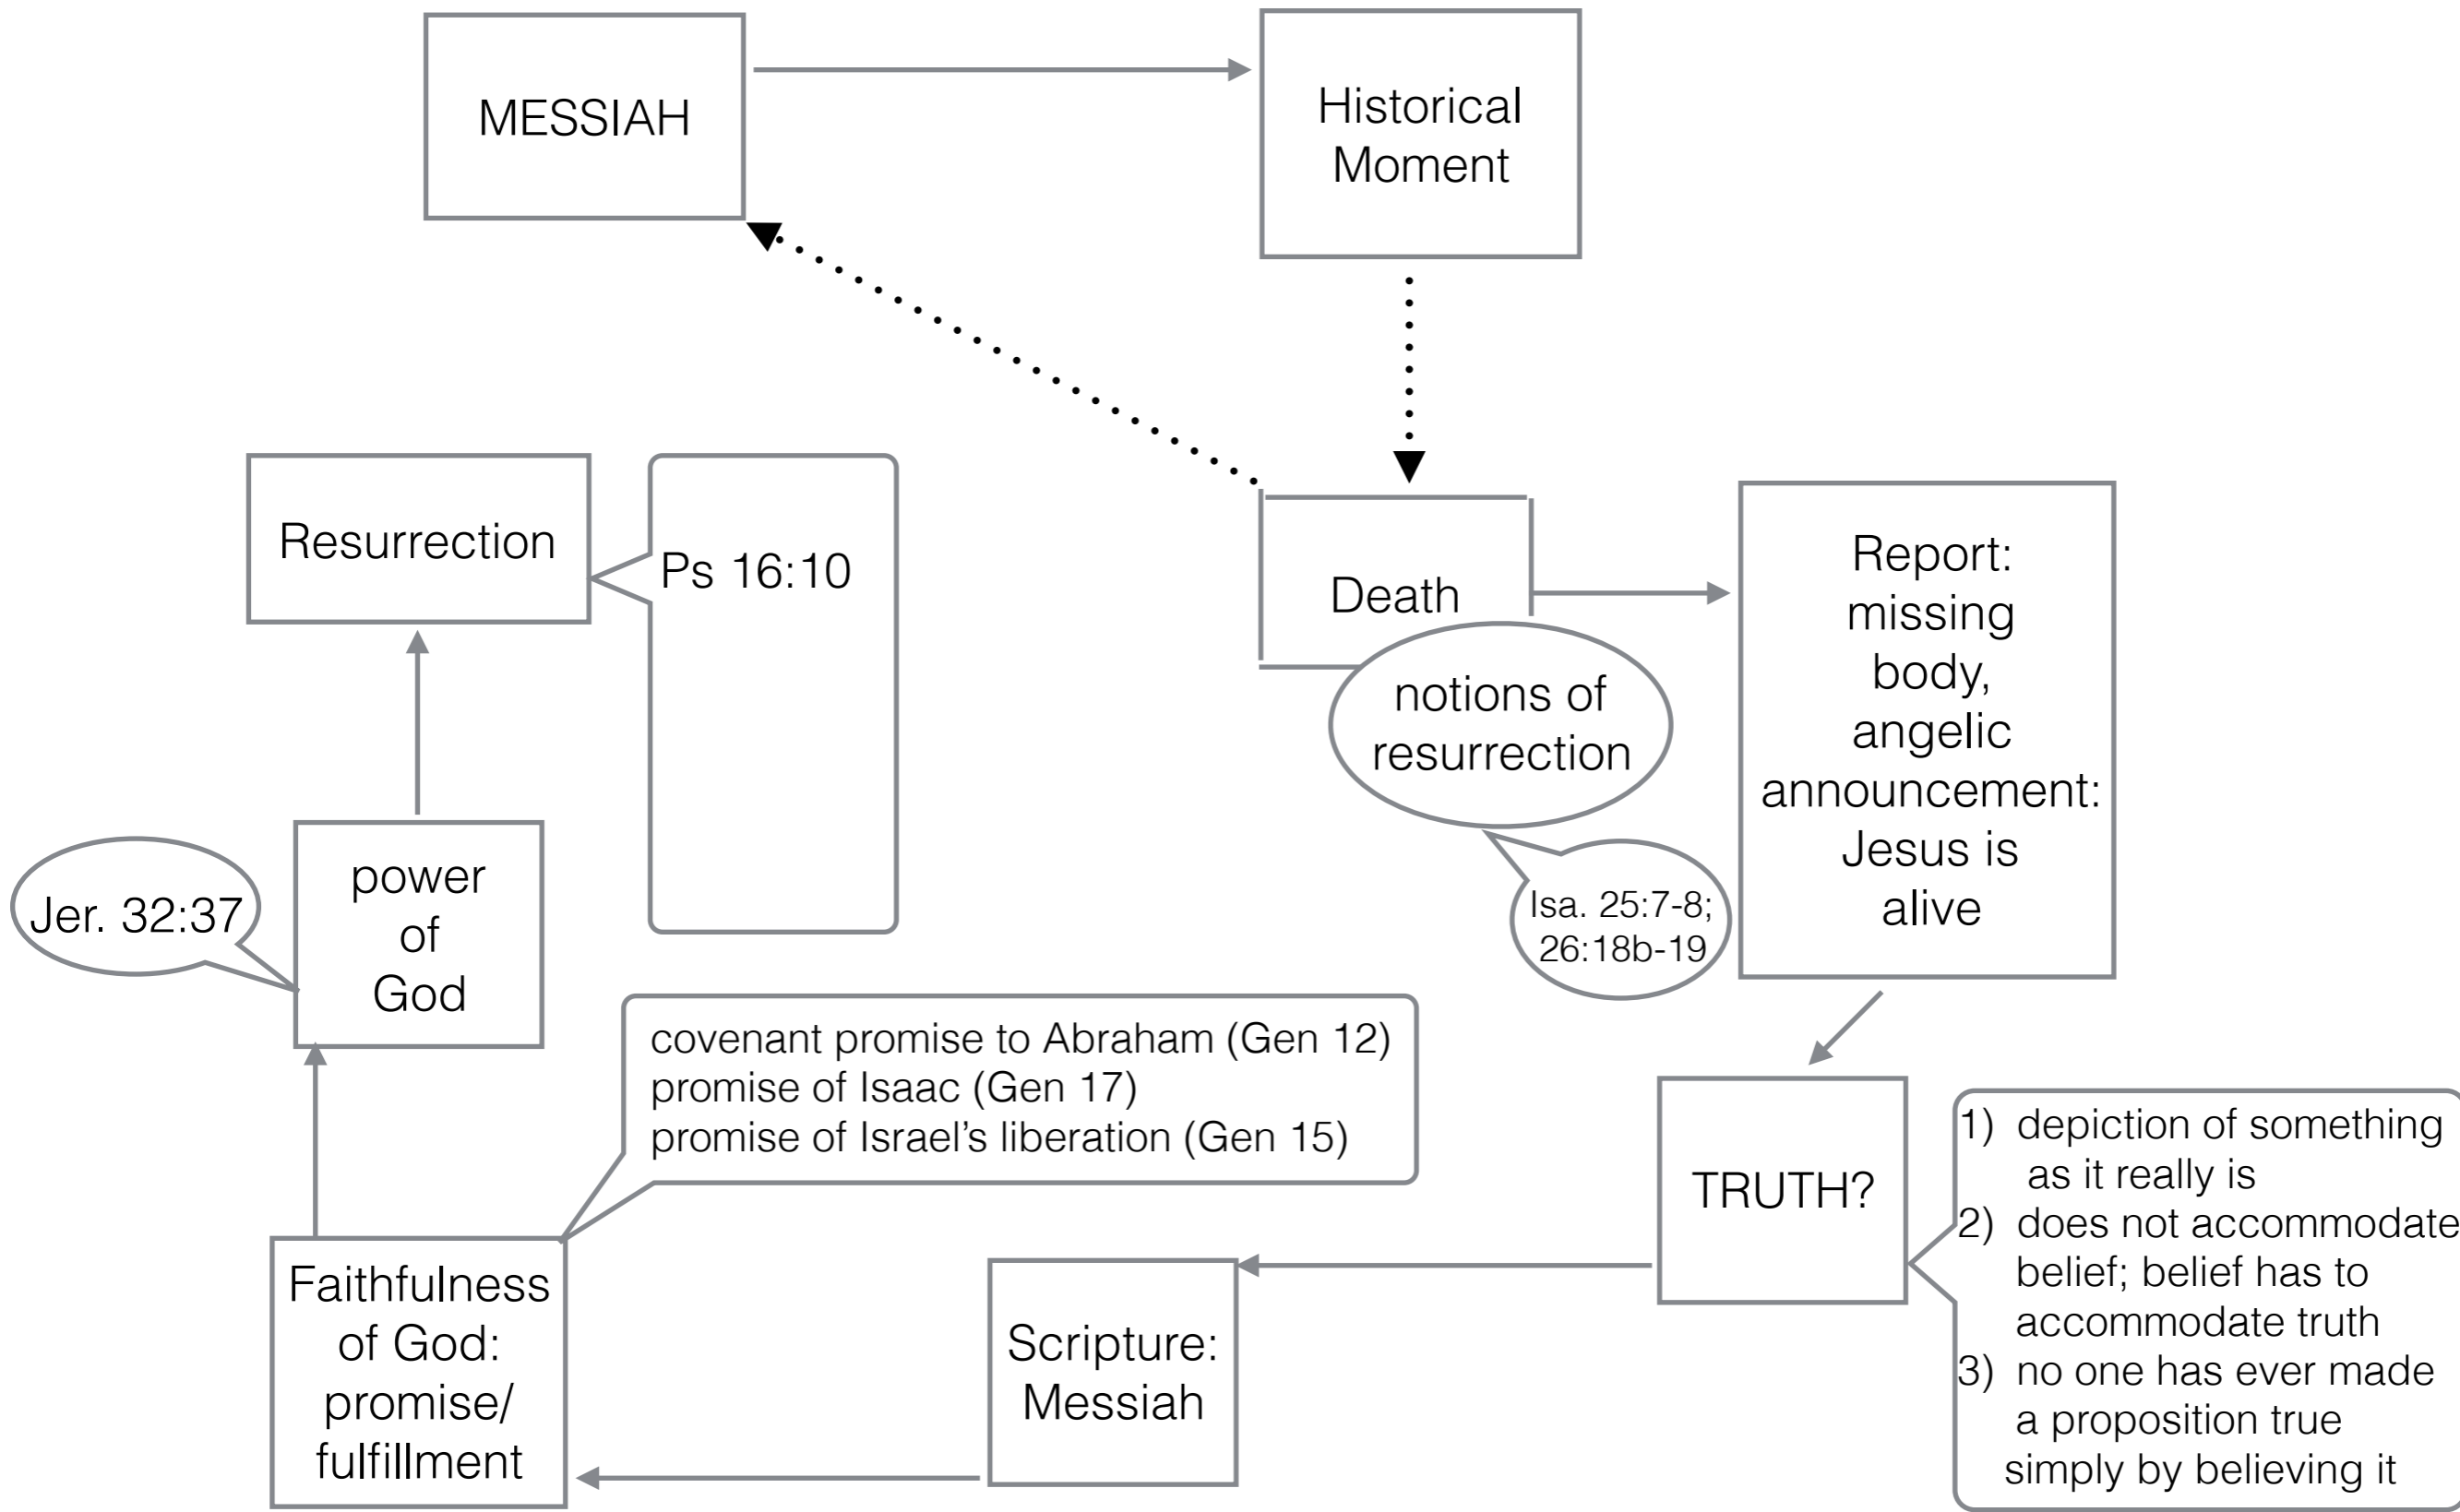 MESSIAH
Historical
Moment
Resurrection
Ps 16:10
Death
notions of
resurrection
Isa. 25:7-8;
26:18b-19
Report:
missing
body,
angelic
announcement:
Jesus is
alive
Jer. 32:37
power
of
God
covenant promise to Abraham (Gen 12)
promise of Isaac (Gen 17)
promise of Israel’s liberation (Gen 15)
TRUTH?
1) depiction of something
as it really is
2) does not accommodate
belief; belief has to
accommodate truth
3) no one has ever made
a proposition true
simply by believing it
Scripture:
Messiah
Faithfulness
of God:
promise/
fulfillment